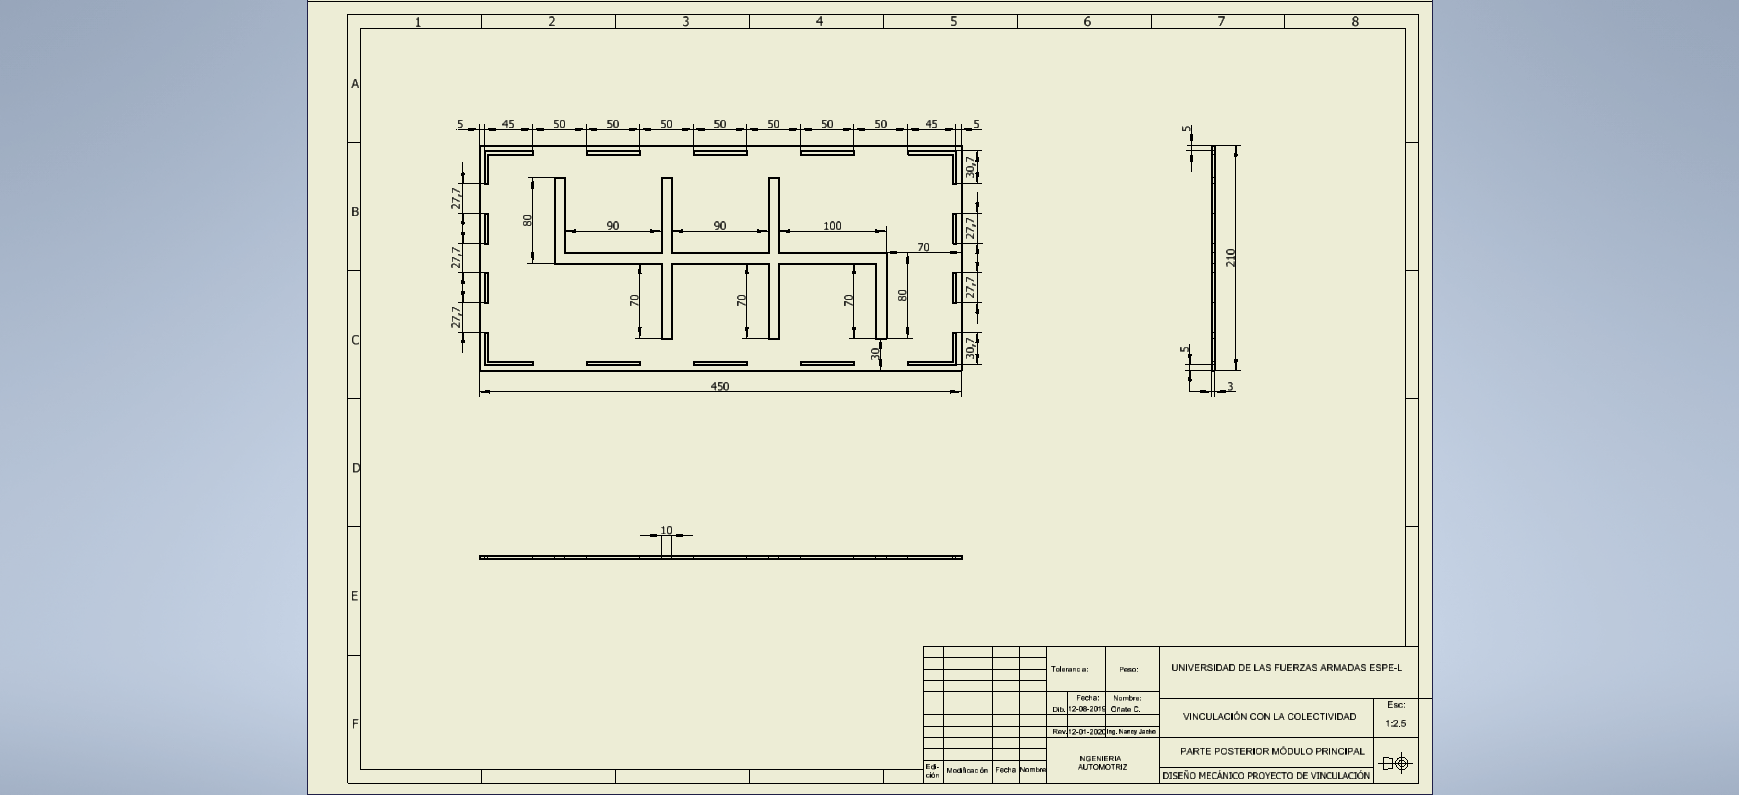 1 2 3 4 5 6 7 8
A
B
C
D
E
F
5 45 50 50 50 50 50 50 50 45 5
30,7
27,7
27,7
30,7
27,7
27,7
27,7
80
90 90 100
70
70
70
70
80
30
450
5
210
5
3
10
Tolerancia: Peso:
UNIVERSIDAD DE LAS FUERZAS ARMADAS ESPE-L
Fecha: Nombre:
Dib. 12-08-2019 Oñate C.
Rev. 12-01-2020 Ing. Nancy
VINCULACIÓN CON LA COLECTIVIDAD
Esc:
1:2.5
NGENIERIA
AUTOMOTRIZ
PARTE POSTERIOR MÓDULO PRINCIPAL
DISEÑO MECÁNICO PROYECTO DE VINCULACIÓN
Edi-
ción
Modificación Fecha Nombre